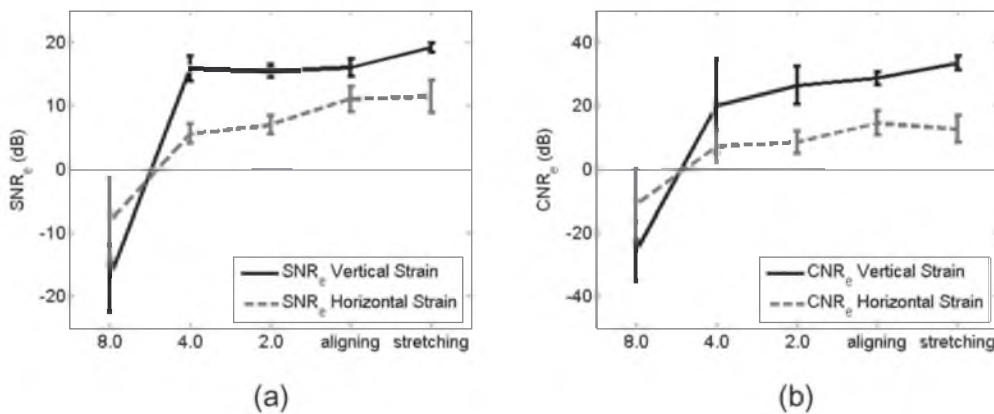 20
10
0
-10
-20
SNRe (dB)
8.0 4.0 2.0 aligning stretching
SNRe Vertical Strain
SNRe Horizontal Strain
(a)
40
20
0
-20
-40
CNRe (dB)
8.0 4.0 2.0 aligning stretching
CNRe Vertical Strain
CNRe Horizontal Strain
(b)